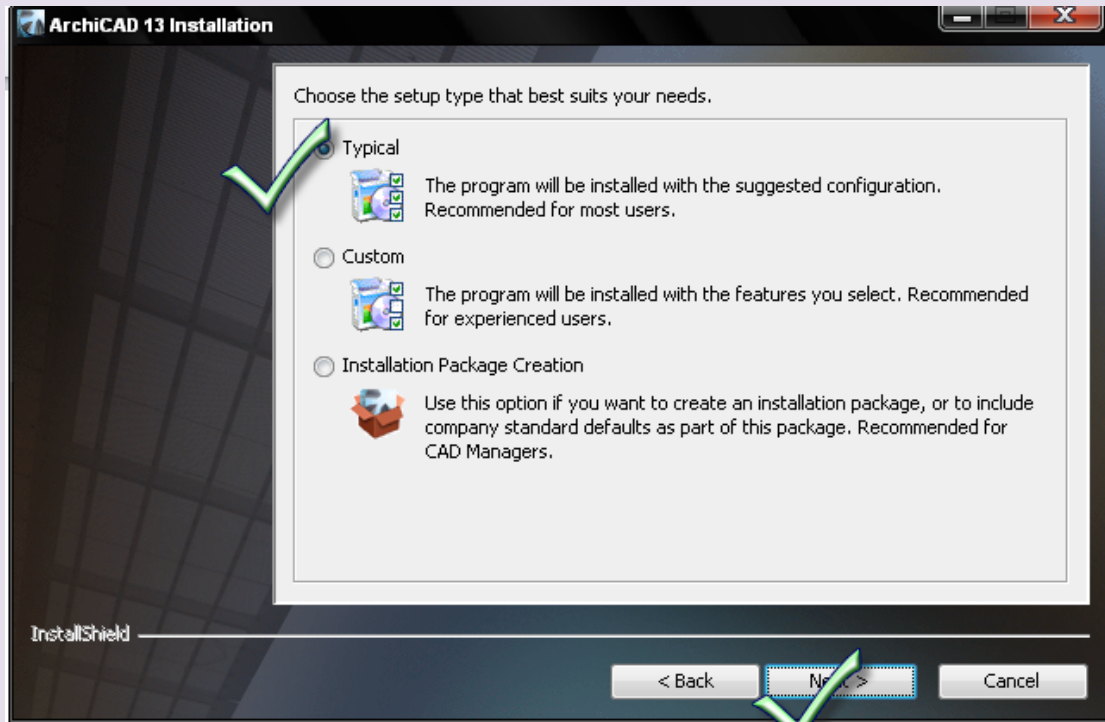 ArchiCAD 13 Installation
Choose the setup type that best suits your needs.
Typical
The program will be installed with the suggested configuration.
Recommended for most users.
Custom
The program will be installed with the features you select. Recommended
for experienced users.
Installation Package Creation
Use this option if you want to create an installation package, or to include
company standard defaults as part of this package. Recommended for
CAD Managers.
InstallShield
< Back Next > Cancel